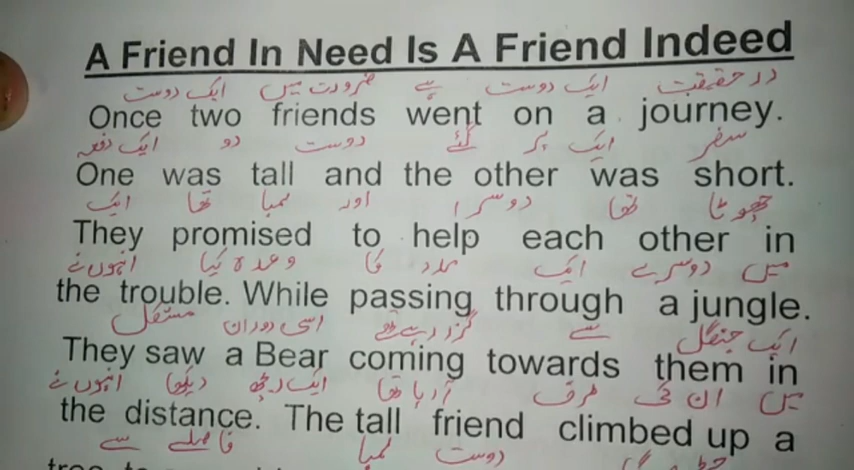 A Friend In Need Is A Friend Indeed
ایک دوست ضرورت میں ہے ایک دوست درحقیقت
Once two friends went on a journey.
ایک دفعہ دو دوست گئے پر ایک سفر
One was tall and the other was short.
ایک تھا لمبا اور دوسرا تھا چھوٹا
They promised to help each other in
انہوں نے وعدہ کیا کا مدد ایک دوسرے میں
the trouble. While passing through a jungle.
مشکل اسی دوران گزر رہے تھے سے ایک جنگل
They saw a Bear coming towards them in
انہوں نے دیکھا ایک ریچھ آ رہا تھا طرف ان کی میں
the distance. The tall friend climbed up a
فاصلے سے لمبا دوست